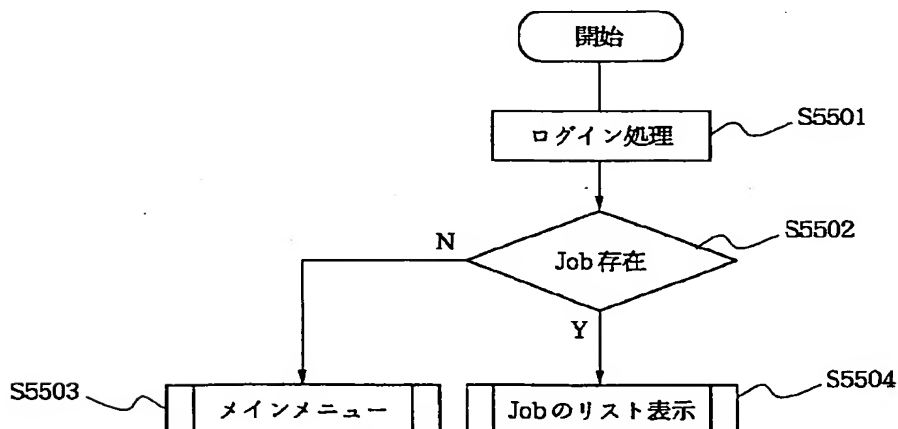 開始
ログイン処理
S5501
Job存在
S5502
N
Y
S5503
メインメニュー
Jobのリスト表示
S5504